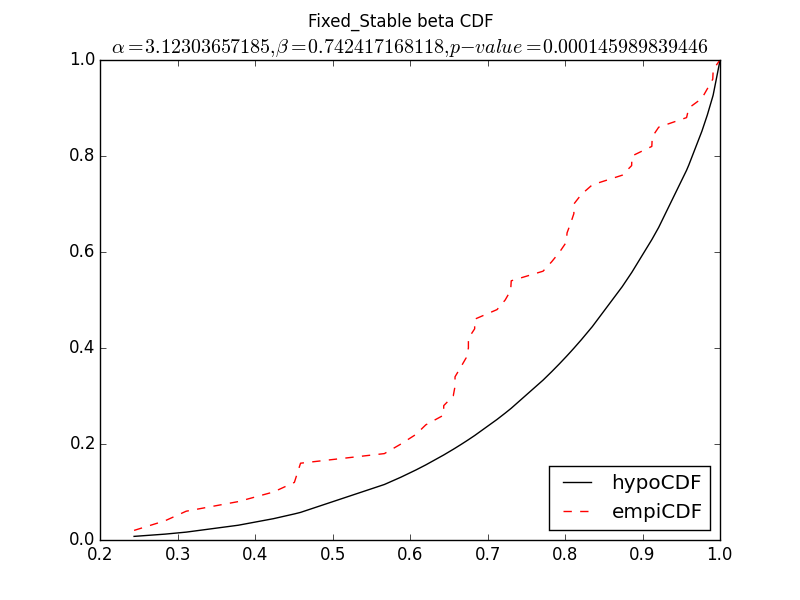 Fixed_Stable beta CDF
α=3.12303657185,β=0.742417168118,p−value=0.000145989839446
1.0
0.8
0.6
0.4
0.2
0.0
hypoCDF
empiCDF
0.2 0.3 0.4 0.5 0.6 0.7 0.8 0.9 1.0